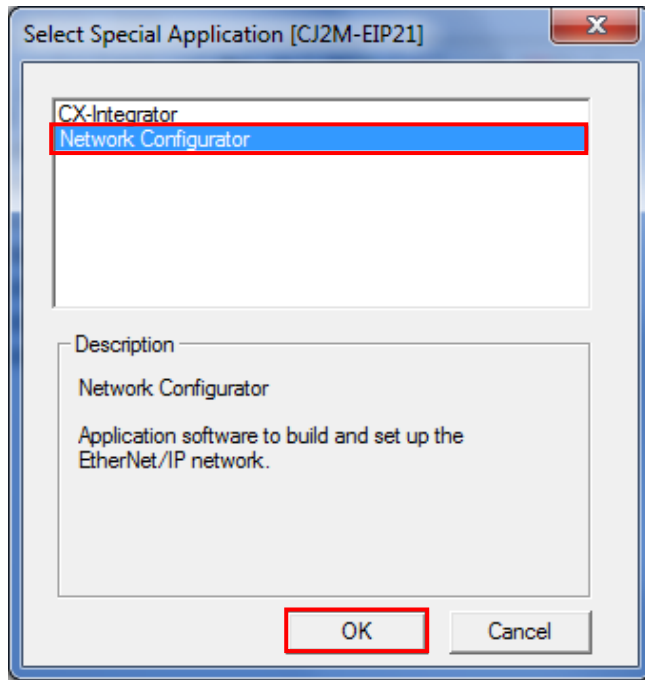 Select Special Application [CJ2M-EIP21]
CX-Integrator
Network Configurator
Description
Network Configurator
Application software to build and set up the
EtherNet/IP network.
OK
Cancel